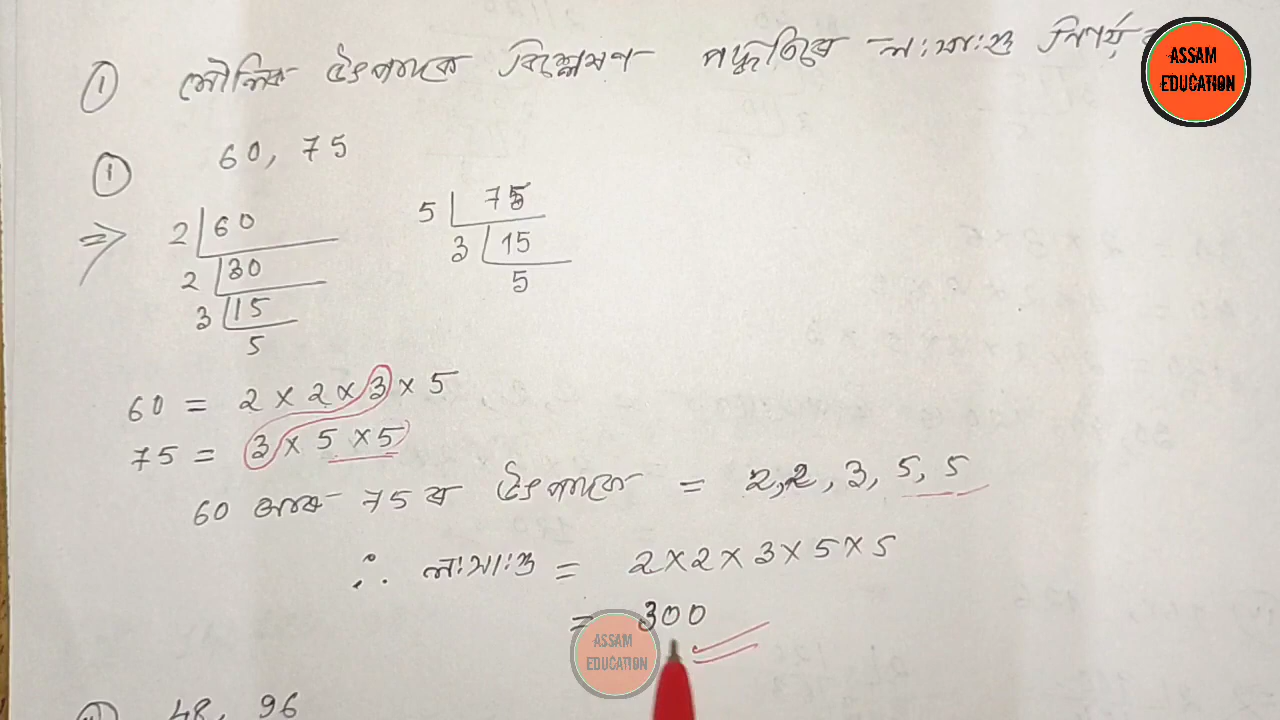 ① মৌলিক উৎপাদকে বিশ্লেষণ পদ্ধতিৰে ল:সা:গু নিৰ্ণয়
ASSAM
EDUCATION
① 60, 75
⇒ 2 60 5 75
2 30 3 15
3 15 5
5
60 = 2 × 2 × 3 × 5
75 = 3 × 5 × 5
60 আৰু 75 ৰ উৎপাদকে = 2, 2, 3, 5, 5
∴ ল:সা:গু = 2 × 2 × 3 × 5 × 5
= 300
ASSAM
EDUCATION
48, 96